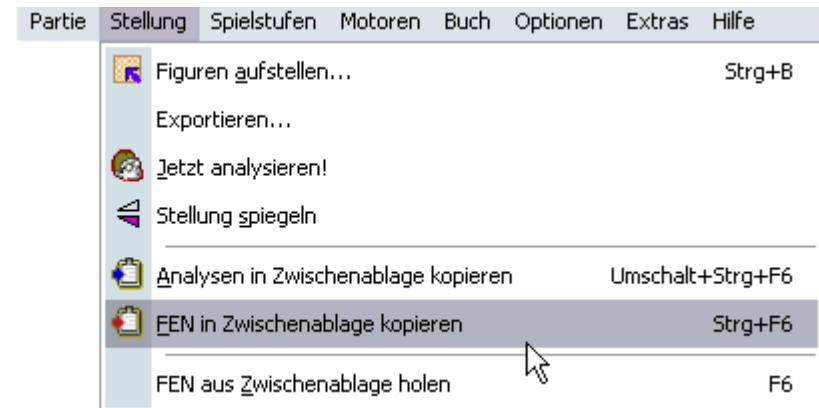 Partie Stellung Spielstufen Motoren Buch Optionen Extras Hilfe
Figuren aufstellen... Strg+B
Exportieren...
Jetzt analysieren!
Stellung spiegeln
Analysen in Zwischenablage kopieren Umschalt+Strg+F6
FEN in Zwischenablage kopieren Strg+F6
FEN aus Zwischenablage holen F6